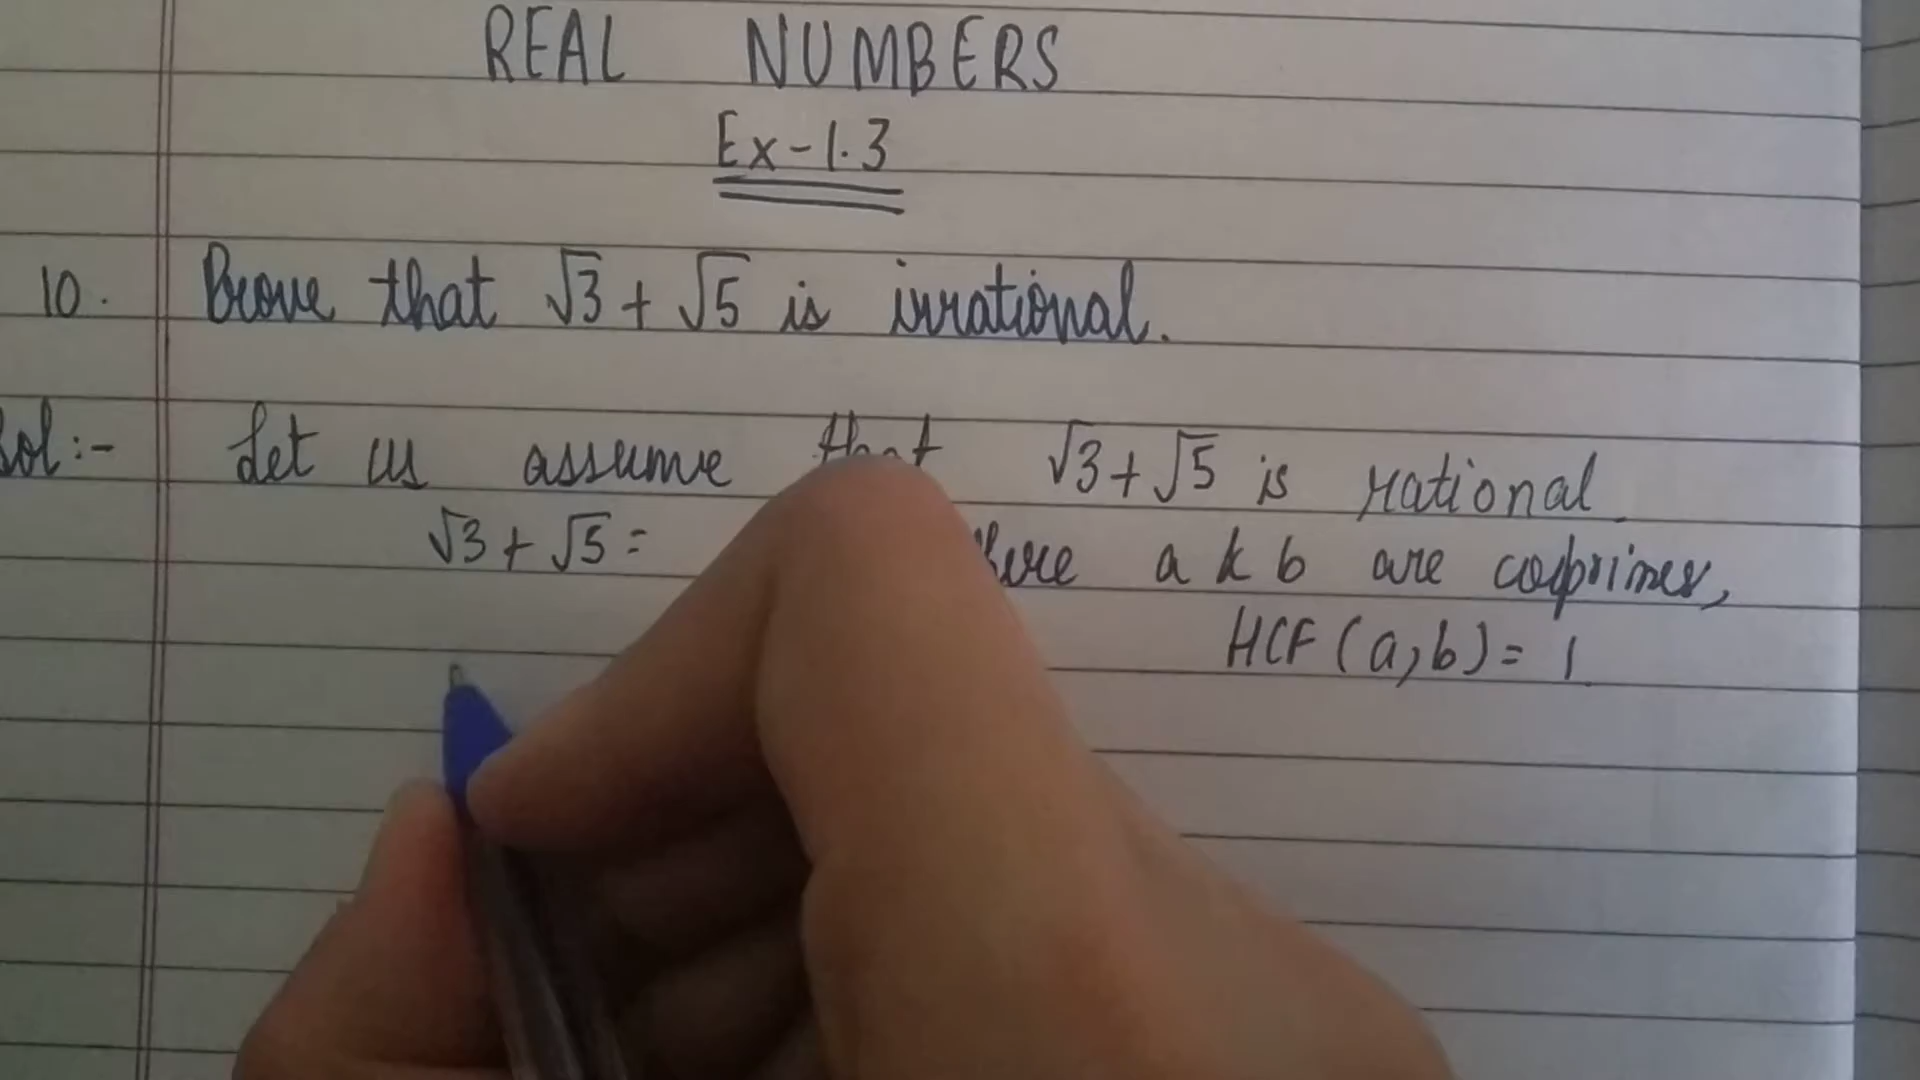 REAL NUMBERS
Ex-1.3
10. Prove that √3 + √5 is irrational.
Sol:- Let us assume that √3+√5 is rational.
√3 + √5 = a & b are coprimes,
HCF (a,b) = 1